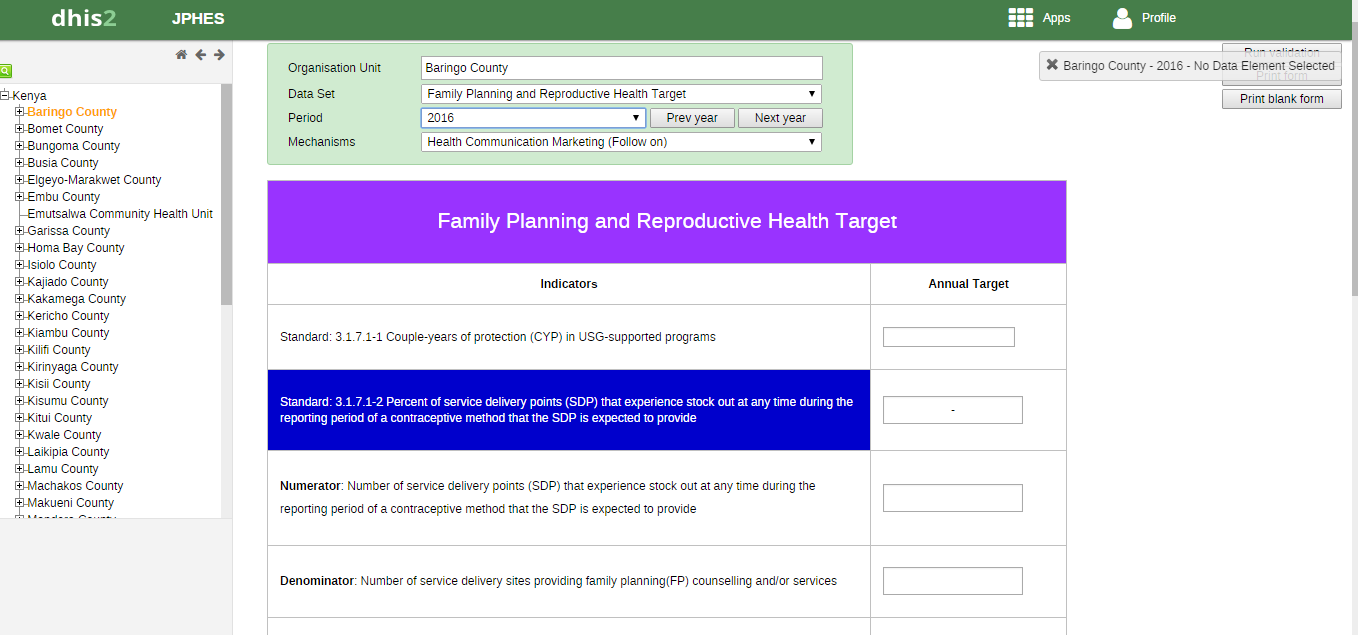 dhis2
JPHES
Apps
Profile
Kenya
Baringo County
Bomet County
Bungoma County
Busia County
Elgeyo-Marakwet County
Embu County
Emutsalwa Community Health Unit
Garissa County
Homa Bay County
Isiolo County
Kajiado County
Kakamega County
Kericho County
Kiambu County
Kilifi County
Kirinyaga County
Kisii County
Kisumu County
Kitui County
Kwale County
Laikipia County
Lamu County
Machakos County
Makueni County
Organisation Unit
Baringo County
Data Set
Family Planning and Reproductive Health Target
Period
2016
Prev year
Next year
Mechanisms
Health Communication Marketing (Follow on)
Run validation
Baringo County - 2016 - No Data Element Selected
Print form
Print blank form
Family Planning and Reproductive Health Target
Indicators
Annual Target
Standard: 3.1.7.1-1 Couple-years of protection (CYP) in USG-supported programs
Standard: 3.1.7.1-2 Percent of service delivery points (SDP) that experience stock out at any time during the
reporting period of a contraceptive method that the SDP is expected to provide
-
Numerator: Number of service delivery points (SDP) that experience stock out at any time during the
reporting period of a contraceptive method that the SDP is expected to provide
Denominator: Number of service delivery sites providing family planning(FP) counselling and/or services